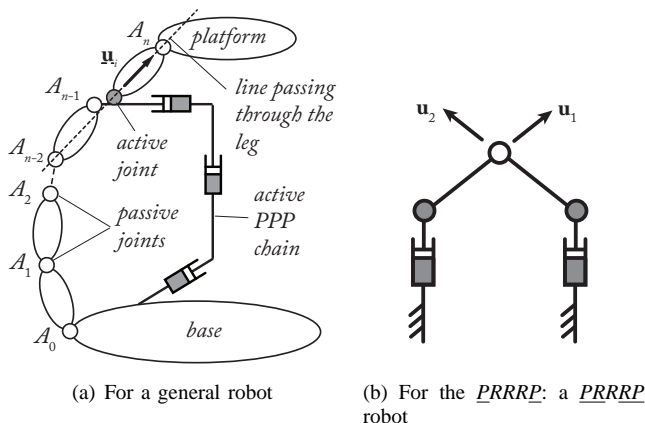 A_n
platform
u_i
line passing
through the
leg
A_{n-1}
active
joint
A_{n-2}
A_2
passive
joints
active
PPP
chain
A_1
A_0
base
u_2
u_1
(a) For a general robot
(b) For the PRRRP: a PRRRP
robot